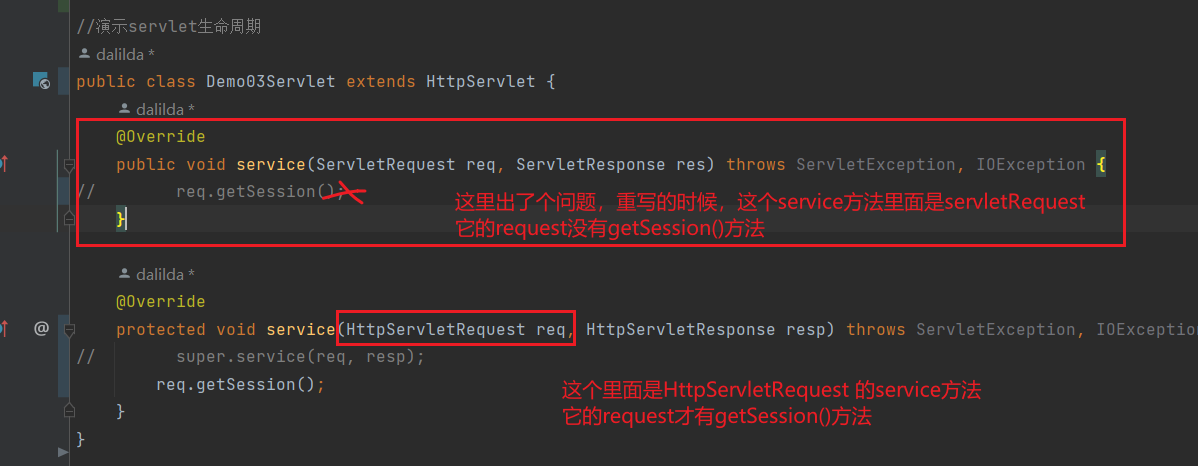 //演示servlet生命周期
dalilda *
public class Demo03Servlet extends HttpServlet {
dalilda *
@Override
public void service(ServletRequest req, ServletResponse res) throws ServletException, IOException {
// req.getSession();
这里出了个问题，重写的时候，这个service方法里面是servletRequest
它的request没有getSession()方法
}
dalilda *
@Override
@ protected void service(HttpServletRequest req, HttpServletResponse resp) throws ServletException, IOException
// super.service(req, resp);
req.getSession();
这个里面是HttpServletRequest 的service方法
它的request才有getSession()方法
}
}